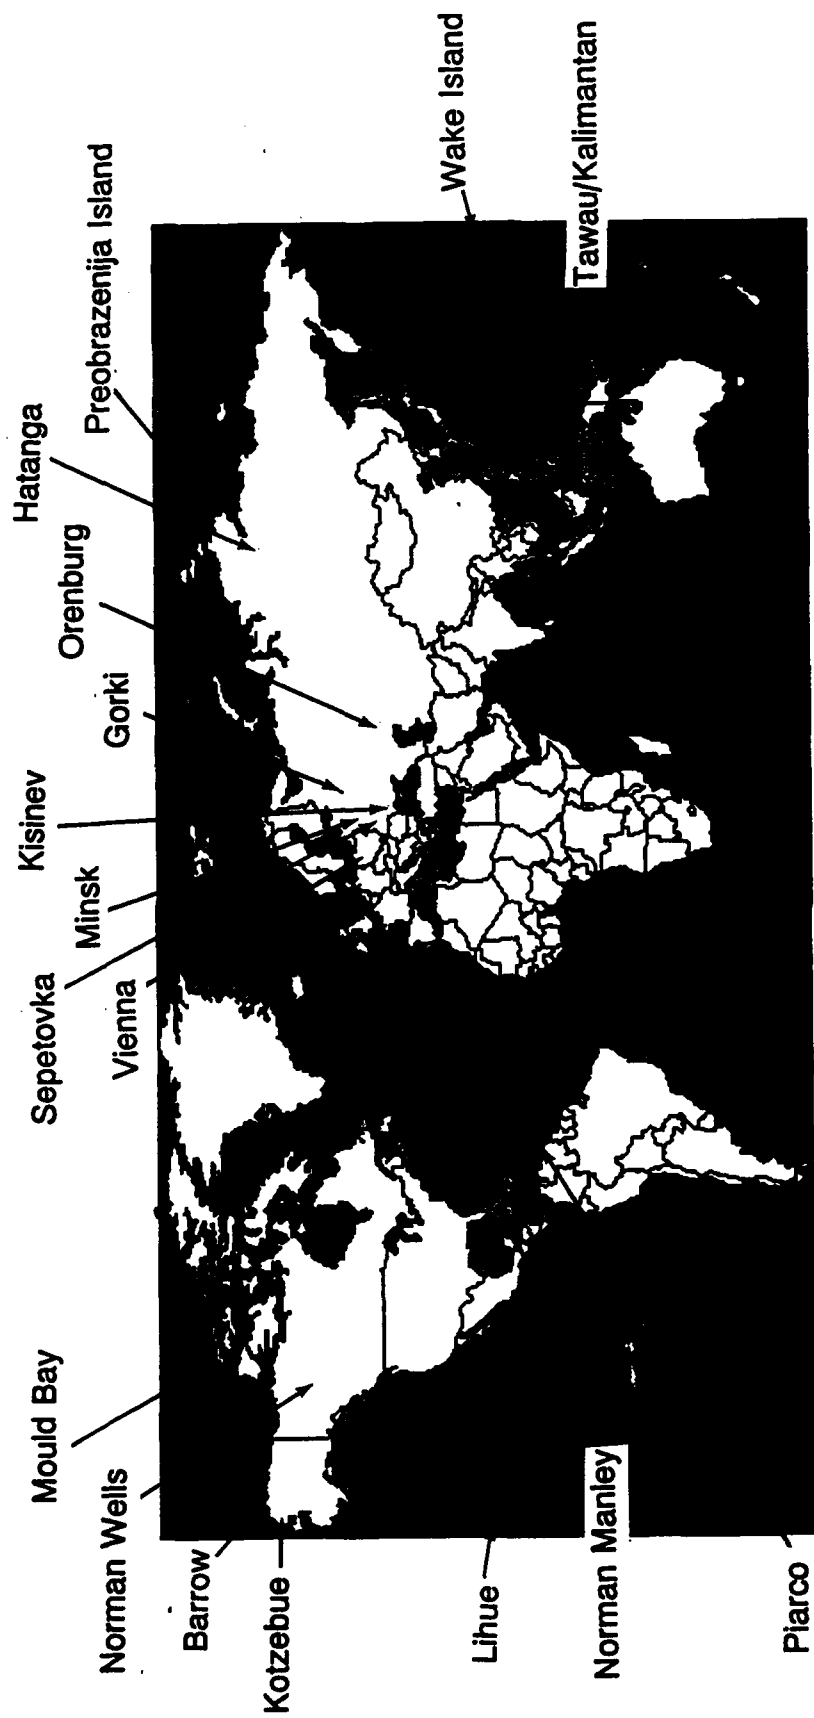 Mould Bay
Norman Wells
Barrow
Kotzebue
Lihue
Norman Manley
Piarco
Vienna
Sepetovka
Minsk
Kisinev
Gorki
Orenburg
Hatanga
Preobrazenija Island
Wake Island
Tawau/Kalimantan